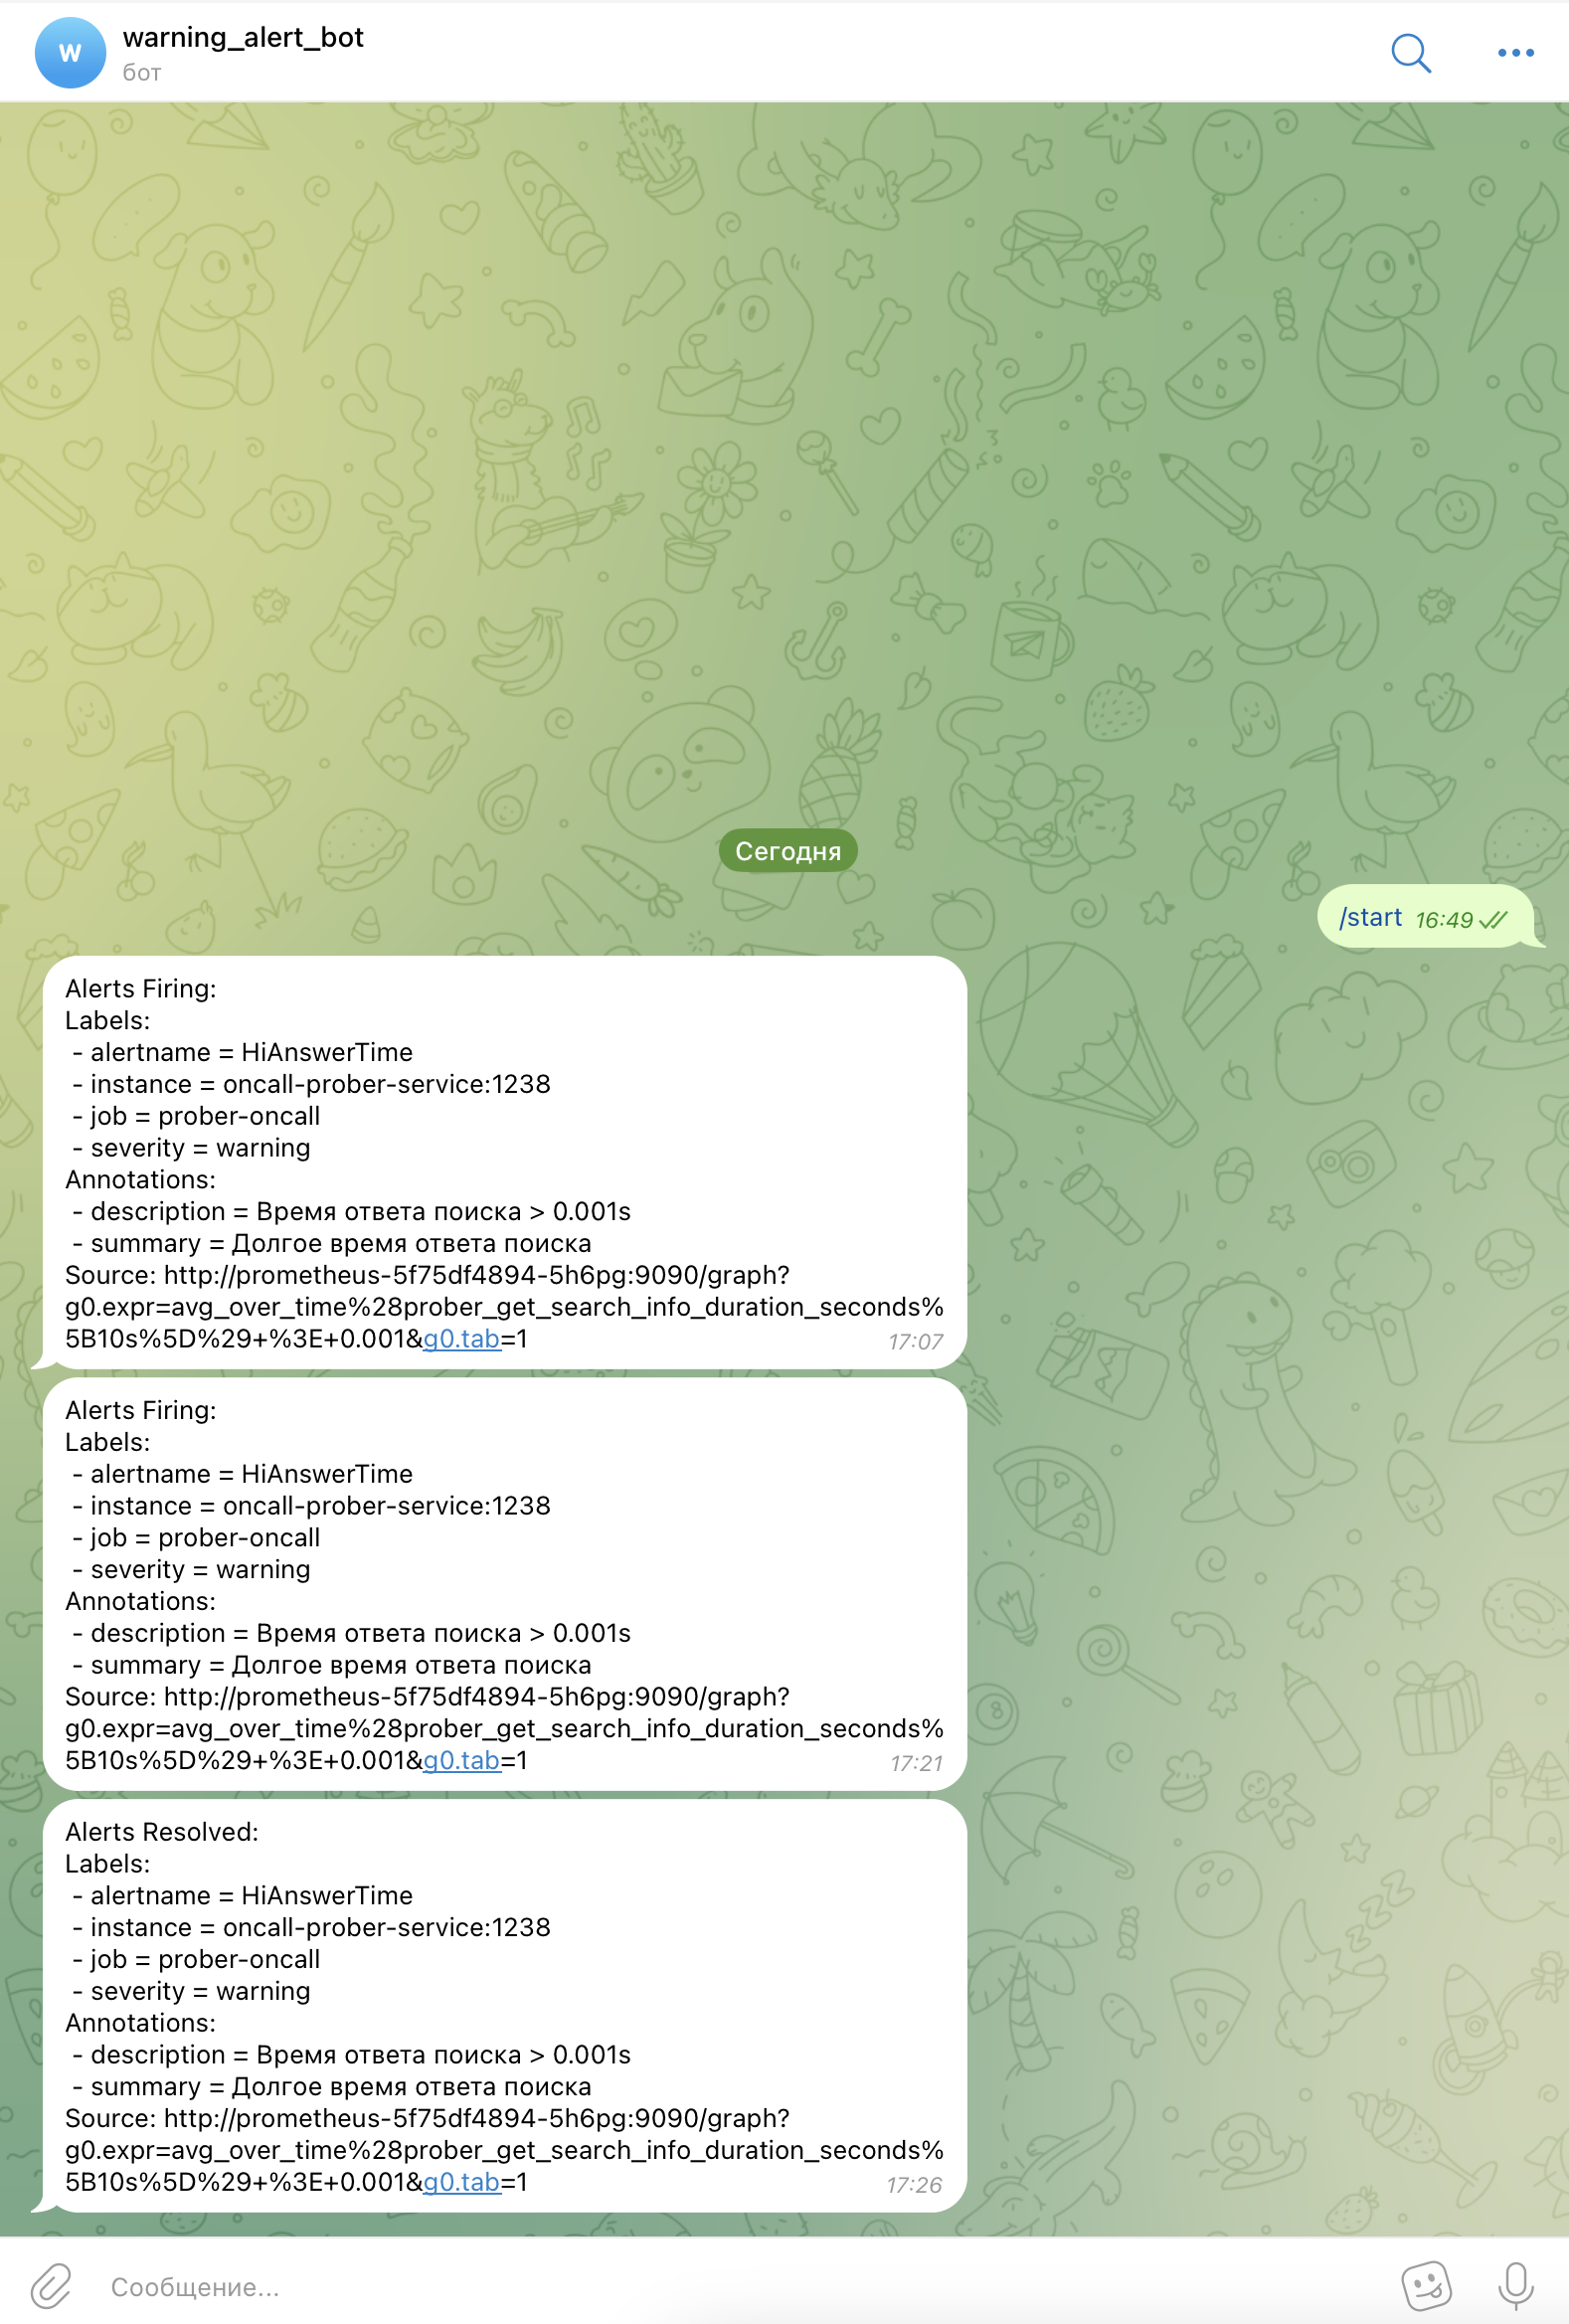 W
warning_alert_bot
бот
Сегодня
/start 16:49
Alerts Firing:
Labels:
- alertname = HiAnswerTime
- instance = oncall-prober-service:1238
- job = prober-oncall
- severity = warning
Annotations:
- description = Время ответа поиска > 0.001s
- summary = Долгое время ответа поиска
Source: http://prometheus-5f75df4894-5h6pg:9090/graph?
g0.expr=avg_over_time%28prober_get_search_info_duration_seconds%
5B10s%5D%29+%3E+0.001&g0.tab=1
17:07
Alerts Firing:
Labels:
- alertname = HiAnswerTime
- instance = oncall-prober-service:1238
- job = prober-oncall
- severity = warning
Annotations:
- description = Время ответа поиска > 0.001s
- summary = Долгое время ответа поиска
Source: http://prometheus-5f75df4894-5h6pg:9090/graph?
g0.expr=avg_over_time%28prober_get_search_info_duration_seconds%
5B10s%5D%29+%3E+0.001&g0.tab=1
17:21
Alerts Resolved:
Labels:
- alertname = HiAnswerTime
- instance = oncall-prober-service:1238
- job = prober-oncall
- severity = warning
Annotations:
- description = Время ответа поиска > 0.001s
- summary = Долгое время ответа поиска
Source: http://prometheus-5f75df4894-5h6pg:9090/graph?
g0.expr=avg_over_time%28prober_get_search_info_duration_seconds%
5B10s%5D%29+%3E+0.001&g0.tab=1
17:26
Сообщение...